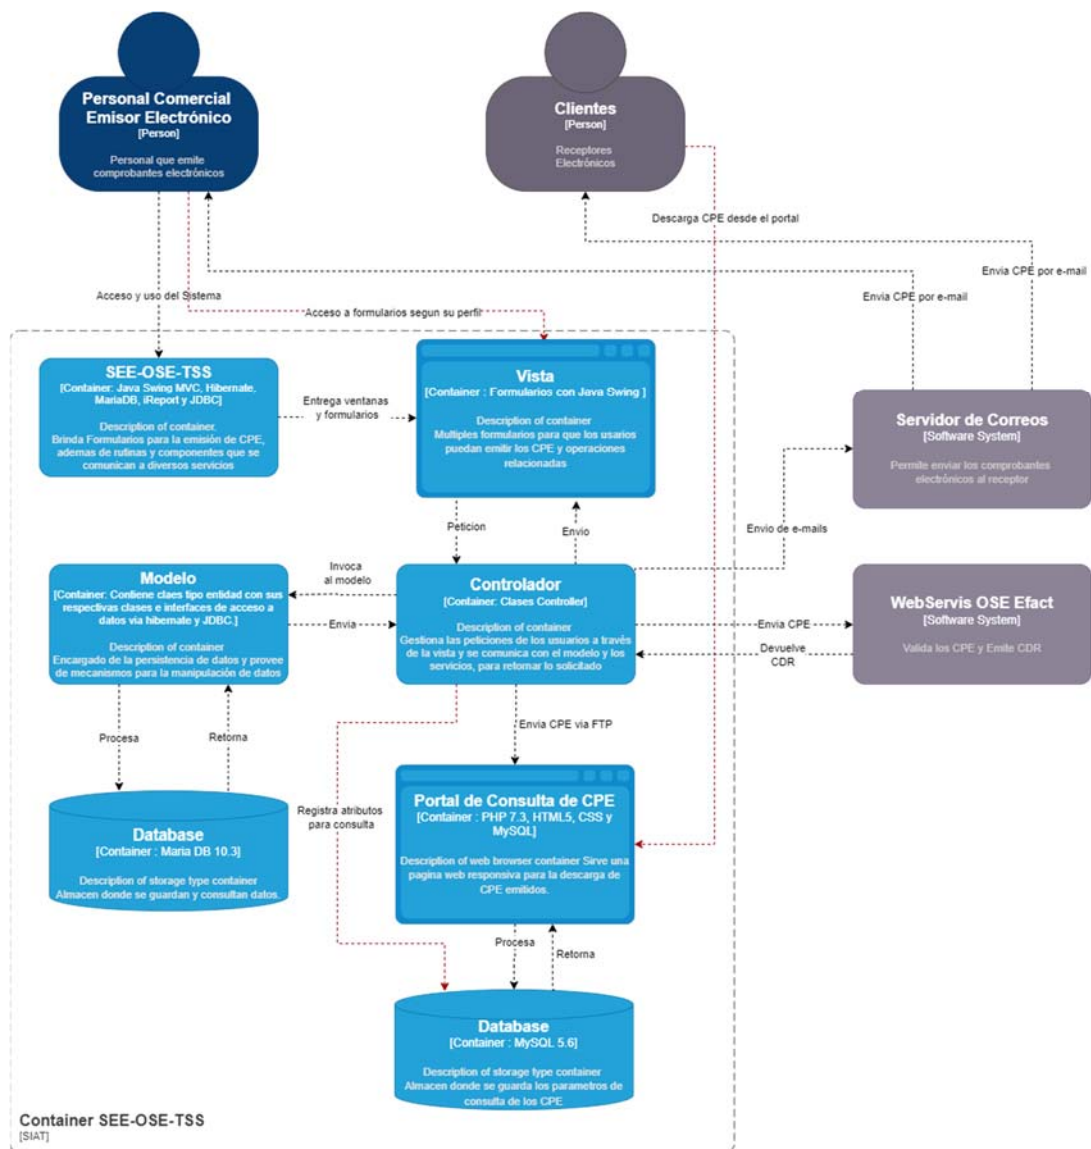 Personal Comercial
Emisor Electrónico
[Person]
Personal que emite
comprobantes electrónicos
Clientes
[Person]
Receptores
Electrónicos
Descarga CPE desde el portal
Envia CPE por e-mail
Envia CPE por e-mail
Acceso y uso del Sistema
Acceso a formularios segun su perfil
SEE-OSE-TSS
[Container: Java Swing MVC, Hibernate.
MariaDB, iReport y JDBC]
Description of container.
Brinda Formularios para la emisión de CPE,
ademas de rutinas y componentes que se
comunican a diversos servicios
Entrega ventanas
y formularios
Vista
[Container : Formularios con Java Swing ]
Description of container
Multiples formularios para que los usarios
puedan emitir los CPE y operaciones
relacionadas
Servidor de Correos
[Software System]
Permite enviar los comprobantes
electrónicos al receptor
Peticion
Envio
Envio de e-mails
Modelo
[Container: Contiene claes tipo entidad con sus
respectivas clases e interfaces de acceso a
datos via hibernate y JDBC.]
Description of container
Encargado de la persistencia de datos y provee
de mecanismos para la manipulación de datos
Invoca
al modelo
Envia
Controlador
[Container: Clases Controller]
Description of container
Gestiona las peticiones de los usuarios a través
de la vista y se comunica con el modelo y los
servicios, para retornar lo solicitado
Envia CPE
Devuelve
CDR
WebServis OSE Efact
[Software System]
Valida los CPE y Emite CDR
Procesa
Retorna
Envia CPE via FTP
Registra atributos
para consulta
Database
[Container : Maria DB 10.3]
Description of storage type container
Almacen donde se guardan y consultan datos.
Portal de Consulta de CPE
[Container : PHP 7.3, HTML5, CSS y
MySQL]
Description of web browser container Sirve una
pagina web responsiva para la descarga de
CPE emitidos.
Procesa
Retorna
Database
[Container : MySQL 5.6]
Description of storage type container
Almacen donde se guarda los parametros de
consulta de los CPE
Container SEE-OSE-TSS
[SIAT]